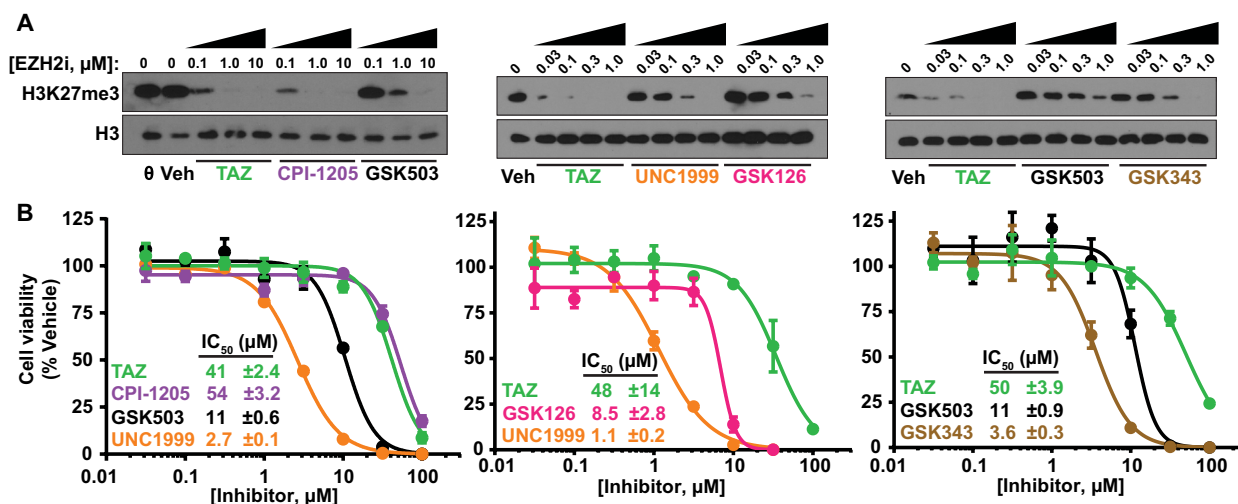 A
[EZH2i, µM]: 0 0 0.1 1.0 10 0.1 1.0 10 0.1 1.0 10
H3K27me3
H3
θ Veh TAZ CPI-1205 GSK503
0 0.03 0.1 0.3 1.0 0.03 0.1 0.3 1.0 0.03 0.1 0.3 1.0
Veh TAZ UNC1999 GSK126
0 0.03 0.1 0.3 1.0 0.03 0.1 0.3 1.0 0.03 0.1 0.3 1.0
Veh TAZ GSK503 GSK343
B
Cell viability
(% Vehicle)
125
100
75
50
25
0
IC50 (µM)
TAZ 41 ±2.4
CPI-1205 54 ±3.2
GSK503 11 ±0.6
UNC1999 2.7 ±0.1
0.01 0.1 1 10 100
[Inhibitor, µM]
125
100
75
50
25
0
IC50 (µM)
TAZ 48 ±14
GSK126 8.5 ±2.8
UNC1999 1.1 ±0.2
0.01 0.1 1 10 100
[Inhibitor, µM]
125
100
75
50
25
0
IC50 (µM)
TAZ 50 ±3.9
GSK503 11 ±0.9
GSK343 3.6 ±0.3
0.01 0.1 1 10 100
[Inhibitor, µM]